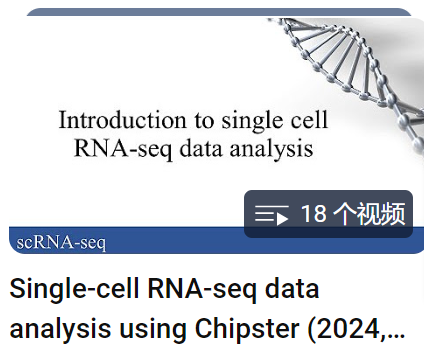 Introduction to single cell
RNA-seq data analysis
18 个视频
scRNA-seq
Single-cell RNA-seq data
analysis using Chipster (2024,...